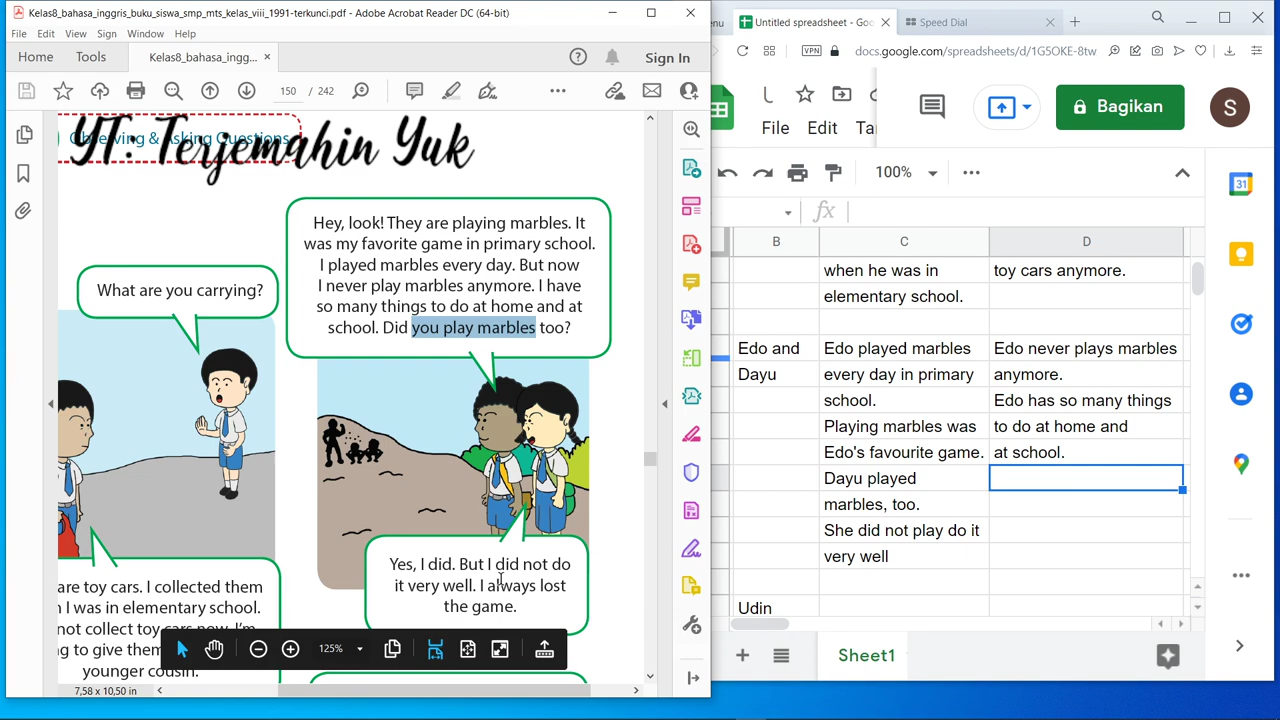 Kelas8_bahasa_inggris_buku_siswa_smp_mts_kelas_viii_1991-terkunci.pdf - Adobe Acrobat Reader DC (64-bit)
File Edit View Sign Window Help
Home Tools Kelas8_bahasa_ingg... Sign In
150 / 242
Observing & Asking Questions
YT: Terjemahin Yuk
Hey, look! They are playing marbles. It
was my favorite game in primary school.
I played marbles every day. But now
I never play marbles anymore. I have
so many things to do at home and at
school. Did you play marbles too?
What are you carrying?
Yes, I did. But I did not do
it very well. I always lost
the game.
are toy cars. I collected them
I was in elementary school.
not collect toy cars now. I'm
g to give them
younger cousin.
125%
7,58 x 10,50 in
enu Untitled spreadsheet - Goo Speed Dial
VPN docs.google.com/spreadsheets/d/1G5OKE-8tw
File Edit Ta
Bagikan S
100%
fx
31
B C D
when he was in toy cars anymore.
elementary school.
Edo and Edo played marbles Edo never plays marbles
Dayu every day in primary anymore.
school. Edo has so many things
Playing marbles was to do at home and
Edo's favourite game. at school.
Dayu played
marbles, too.
She did not play do it
very well
Udin
Sheet1